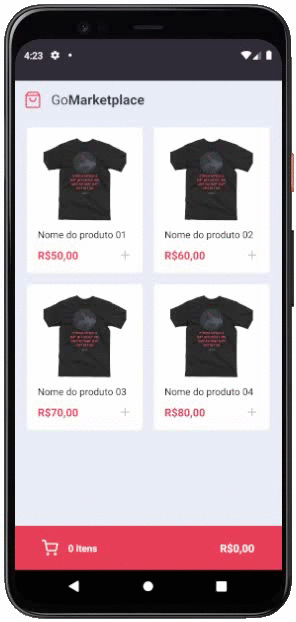 4:23
GoMarketplace
Nome do produto 01
R$50,00
+
Nome do produto 02
R$60,00
+
Nome do produto 03
R$70,00
+
Nome do produto 04
R$80,00
+
0 itens
R$0,00